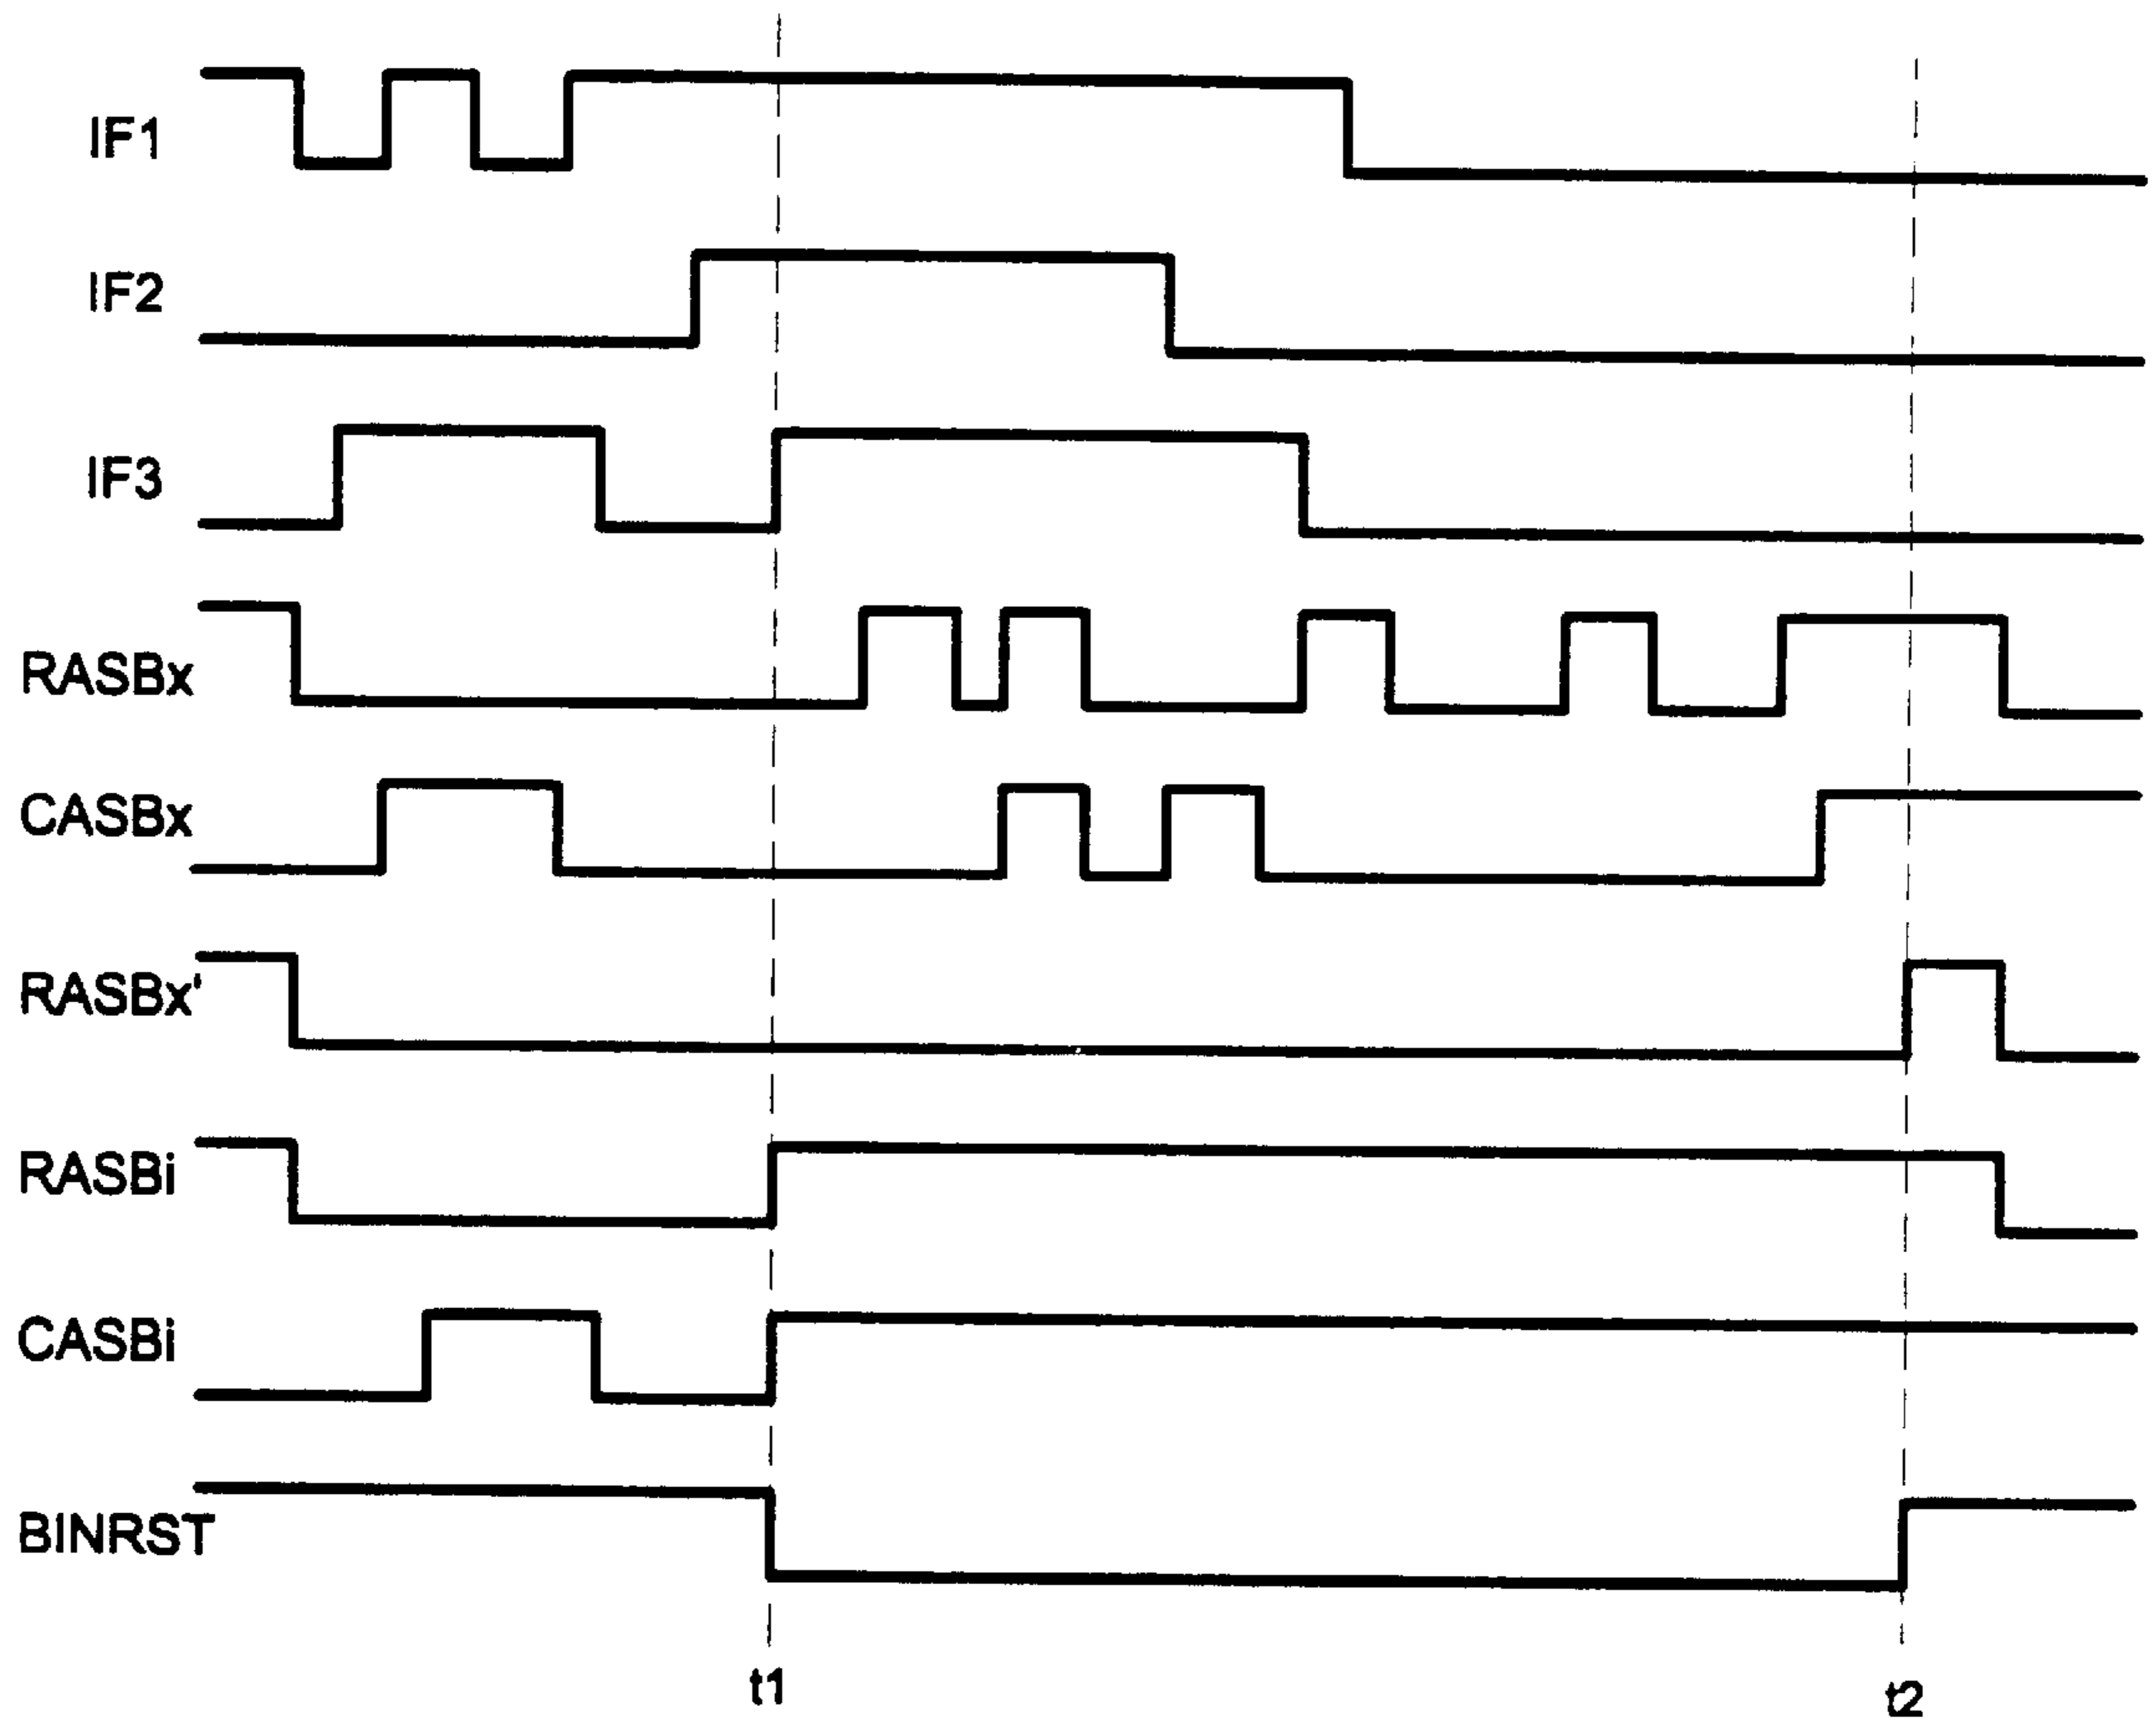 IF1
IF2
IF3
RASBx
CASBx
RASBx'
RASBi
CASBi
BINRST
t1
t2